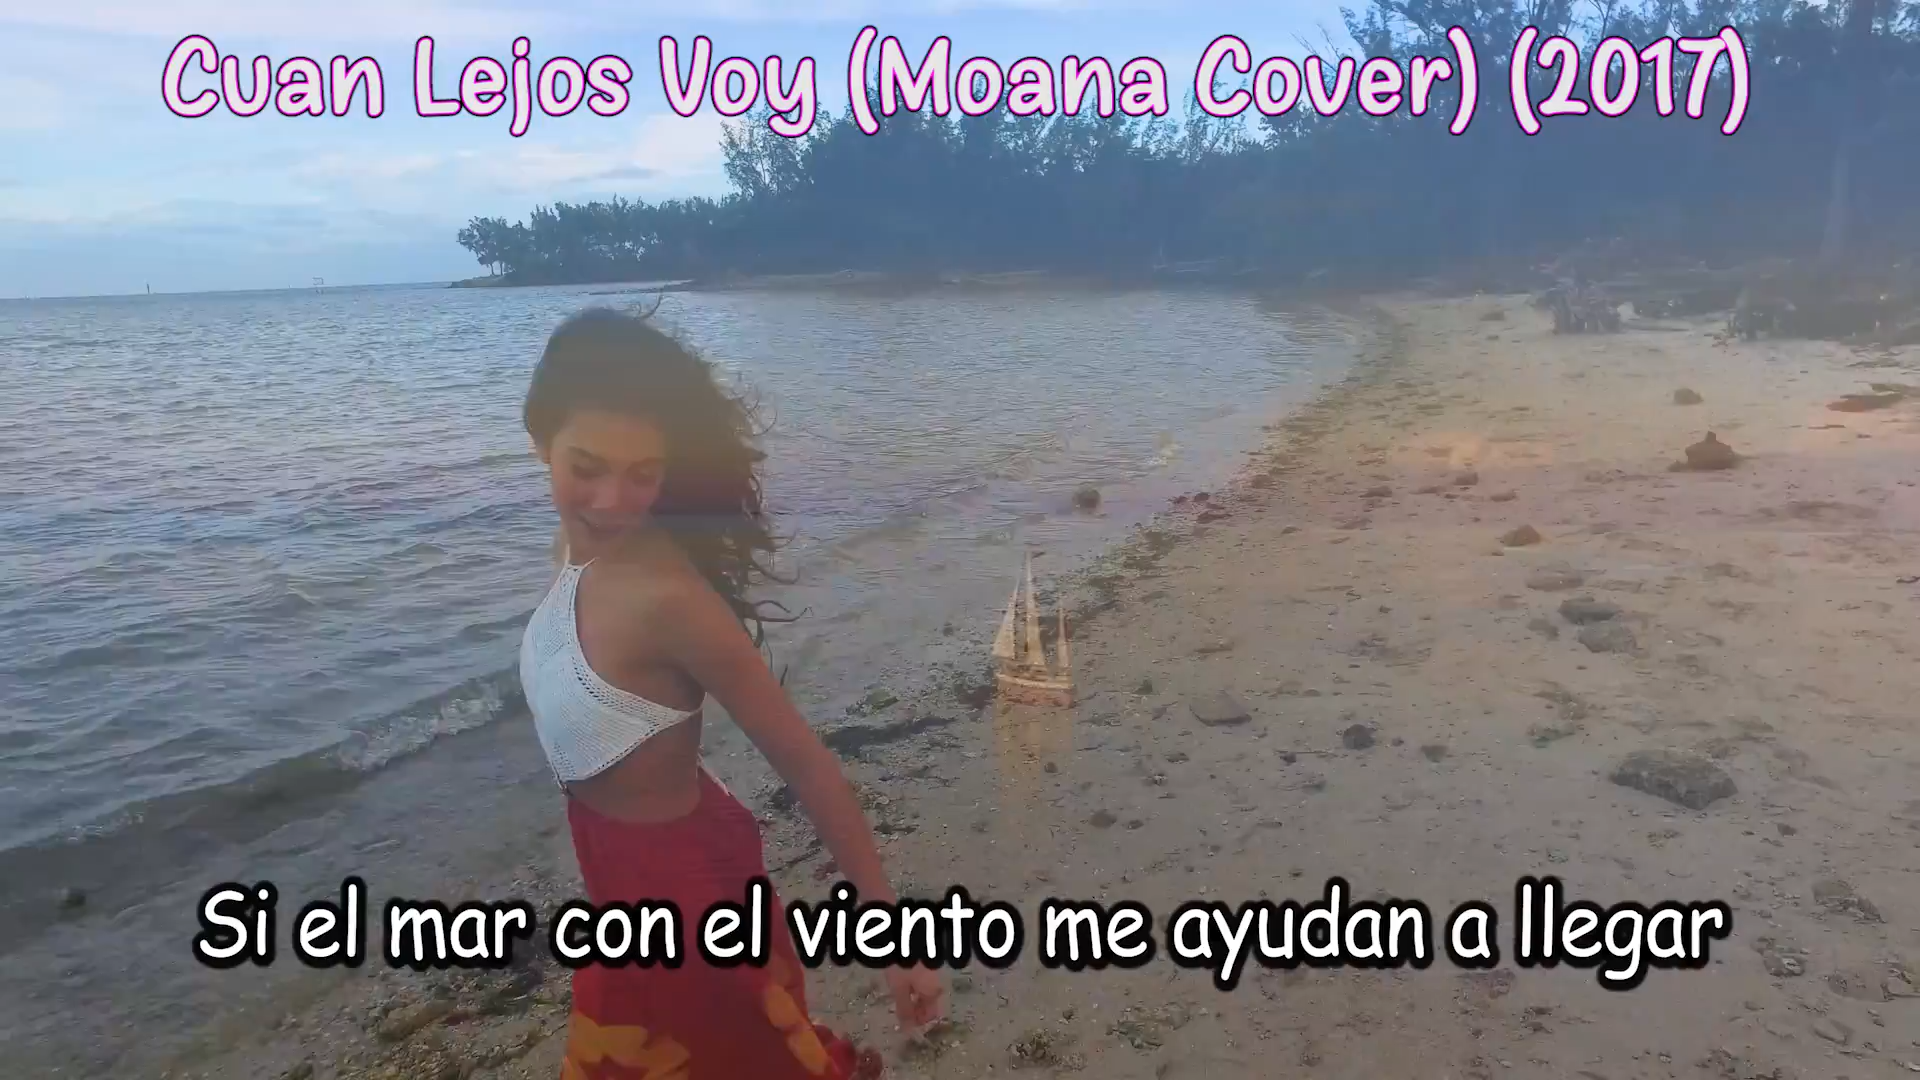 Cuan Lejos Voy (Moana Cover) (2017)
Si el mar con el viento me ayudan a llegar